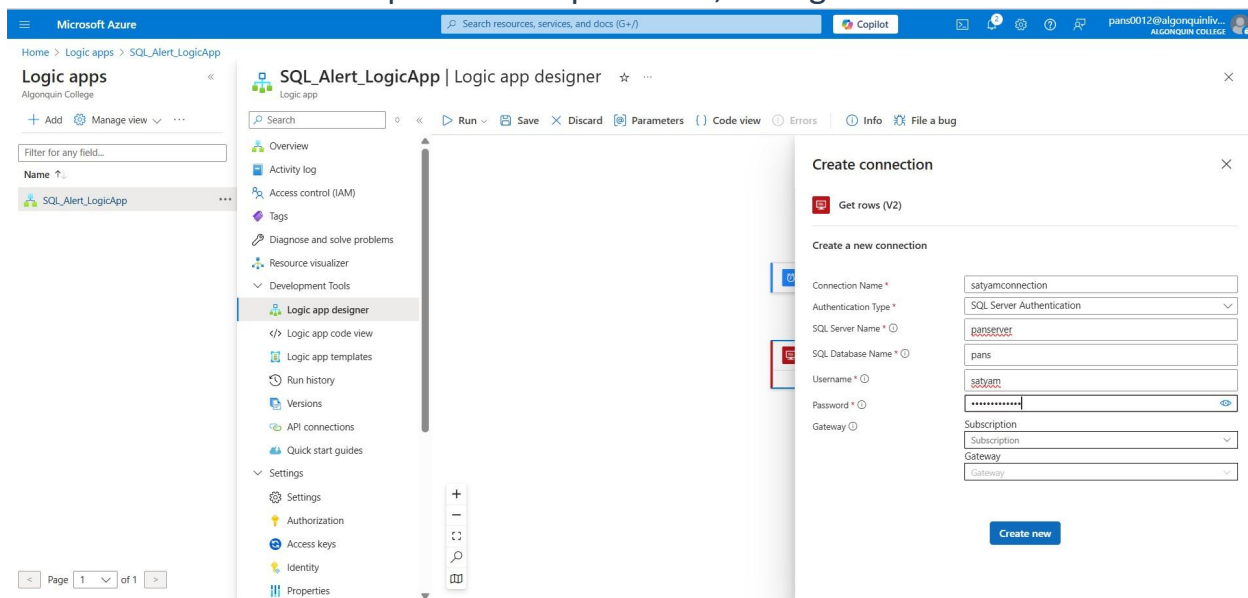 Microsoft Azure
Search resources, services, and docs (G+/)
Copilot
2
pans0012@algonquinliv...
ALGONQUIN COLLEGE
Home > Logic apps > SQL_Alert_LogicApp
Logic apps
Algonquin College
+ Add Manage view ...
Filter for any field...
Name ↑↓
SQL_Alert_LogicApp ...
SQL_Alert_LogicApp | Logic app designer ☆ ...
Logic app
Search
Overview
Activity log
Access control (IAM)
Tags
Diagnose and solve problems
Resource visualizer
Development Tools
Logic app designer
Logic app code view
Logic app templates
Run history
Versions
API connections
Quick start guides
Settings
Settings
Authorization
Access keys
Identity
Properties
Run Save Discard Parameters { } Code view Errors Info File a bug
Create connection
Get rows (V2)
Create a new connection
Connection Name * satyamconnection
Authentication Type * SQL Server Authentication
SQL Server Name * panserver
SQL Database Name * pans
Username * satyam
Password * •••••••••••••
Gateway
Subscription
Subscription
Gateway
Gateway
Create new
< Page 1 of 1 >